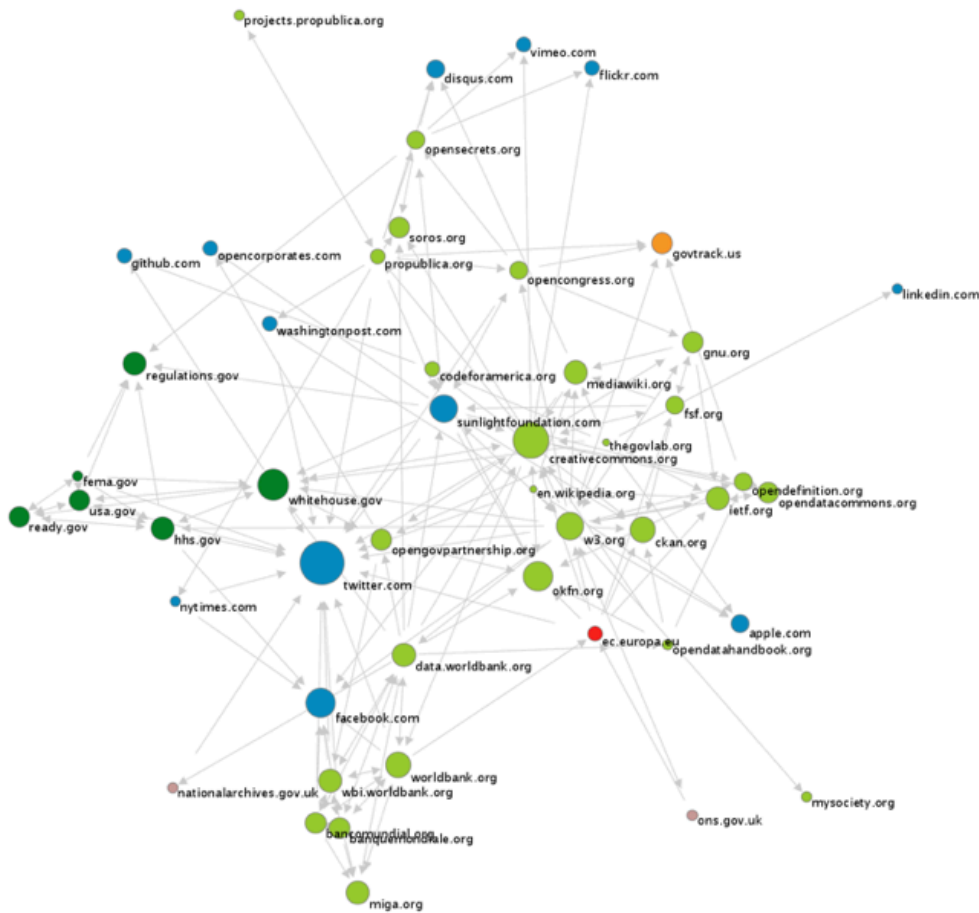 projects.propublica.org
vimeo.com
disqus.com
flickr.com
opensecrets.org
soros.org
govtrack.us
github.com
opencorporates.com
propublica.org
opencongress.org
linkedin.com
washingtonpost.com
gnu.org
regulations.gov
codeforamerica.org
mediawiki.org
fsf.org
sunlightfoundation.com
thegovlab.org
creativecommons.org
fema.gov
en.wikipedia.org
opendefinition.org
whitehouse.gov
opendatacommons.org
usa.gov
ietf.org
ready.gov
hhs.gov
w3.org
ckan.org
opengovpartnership.org
twitter.com
okfn.org
nytimes.com
apple.com
ec.europa.eu
opendatahandbook.org
data.worldbank.org
facebook.com
worldbank.org
nationalarchives.gov.uk
wbi.worldbank.org
mysociety.org
ons.gov.uk
bancomundial.org
banquemondiale.org
miga.org